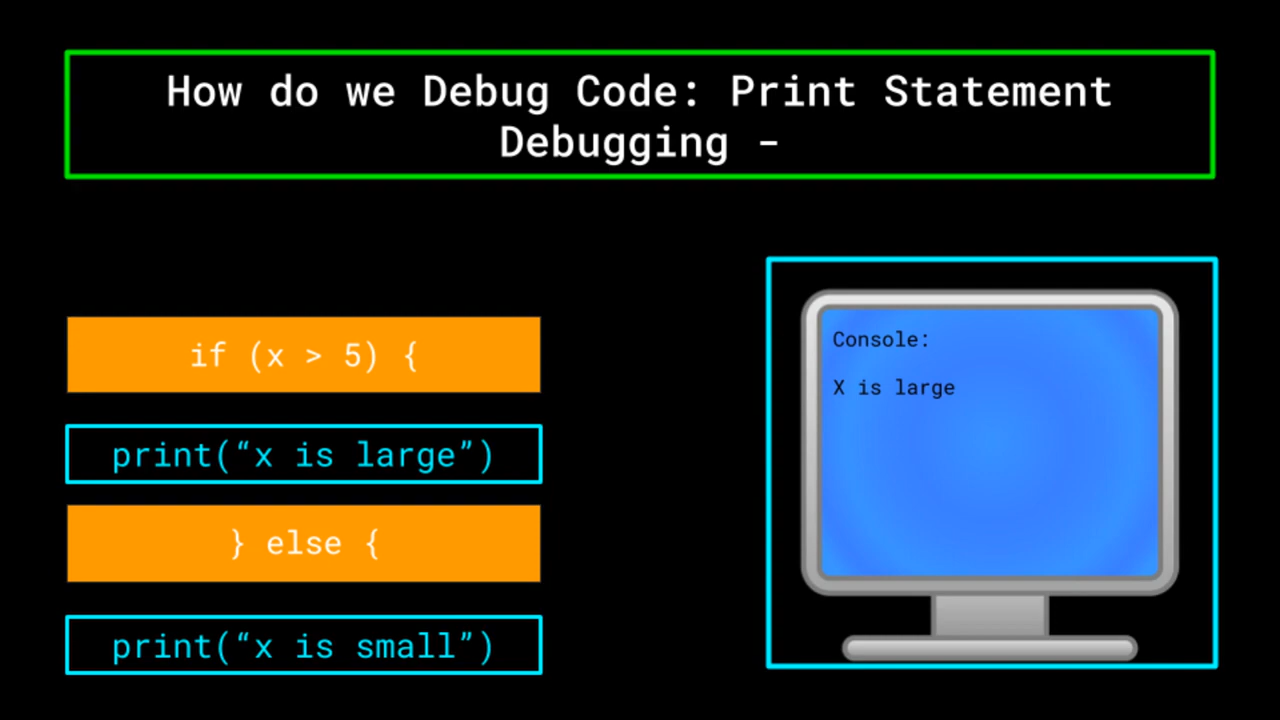 How do we Debug Code: Print Statement
Debugging -
if (x > 5) {
print(“x is large”)
} else {
print(“x is small”)
Console:
X is large